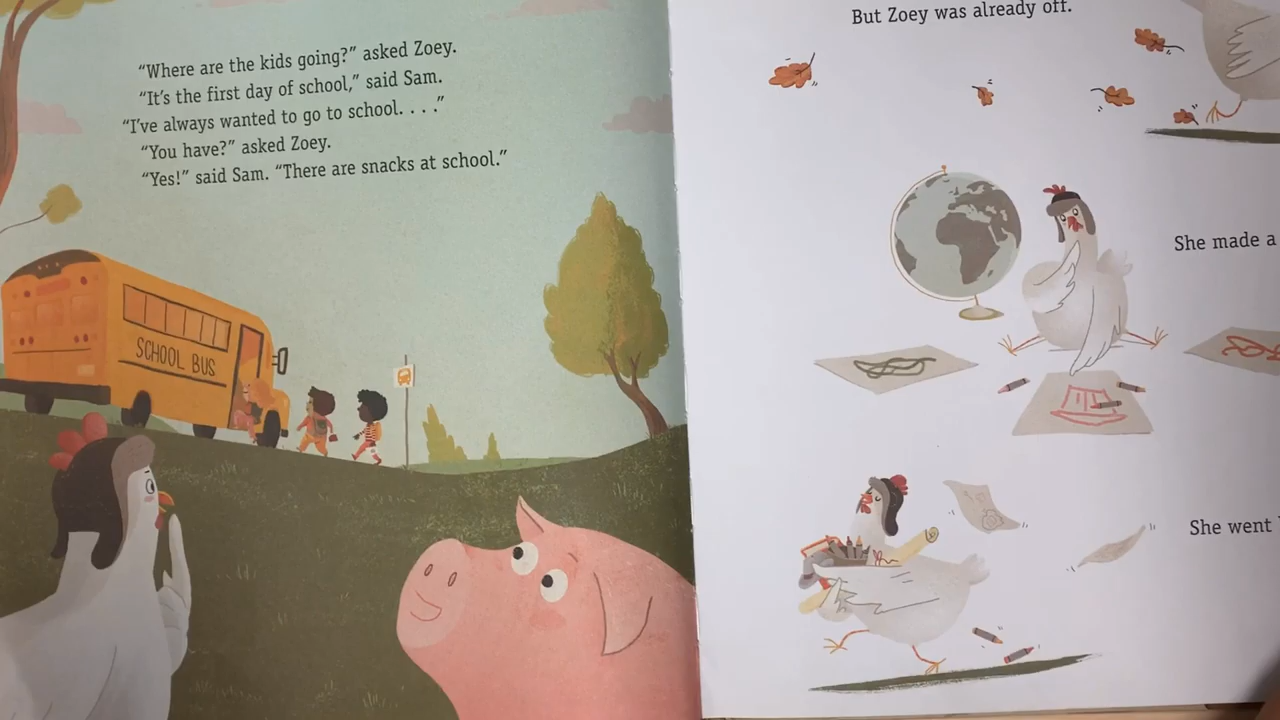 “Where are the kids going?” asked Zoey.
“It’s the first day of school,” said Sam.
“I’ve always wanted to go to school. . . .”
“You have?” asked Zoey.
“Yes!” said Sam. “There are snacks at school.”
SCHOOL BUS
But Zoey was already off.
She made a
She went